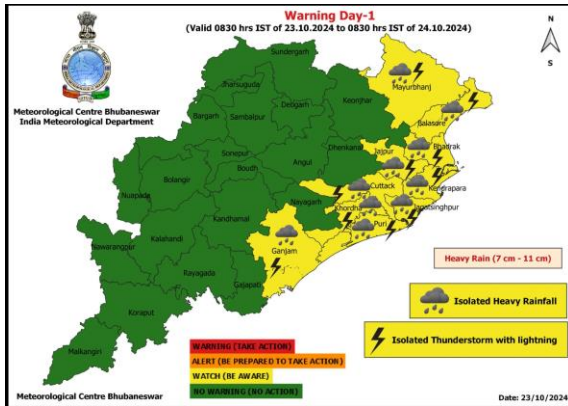 Warning Day-1
(Valid 0830 hrs IST of 23.10.2024 to 0830 hrs IST of 24.10.2024)
N
S
Meteorological Centre Bhubaneswar
India Meteorological Department
Sundergarh
Mayurbhanj
Jharsuguda
Keonjhar
Balasore
Bargarh
Sambalpur
Deogarh
Bhadrak
Dhenkanal
Jajpur
Sonepur
Angul
Boudh
Cuttack
Kendrapara
Bolangir
Nuapada
Nayagarh
Khordha
Jagatsinghpur
Kandhamal
Puri
Nawarangpur
Kalahandi
Ganjam
Rayagada
Gajapati
Koraput
Malkangiri
Heavy Rain (7 cm - 11 cm)
Isolated Heavy Rainfall
Isolated Thunderstorm with lightning
WARNING (TAKE ACTION)
ALERT (BE PREPARED TO TAKE ACTION)
WATCH (BE AWARE)
NO WARNING (NO ACTION)
Meteorological Centre Bhubaneswar
Date: 23/10/2024